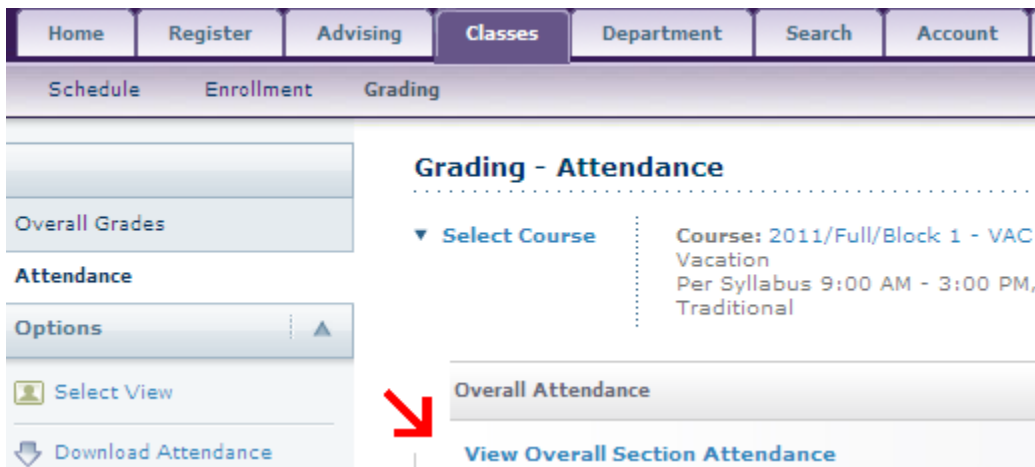 Home Register Advising Classes Department Search Account
Schedule Enrollment Grading
Overall Grades
Attendance
Options
Select View
Download Attendance
Grading - Attendance
Select Course
Course: 2011/Full/Block 1 - VAC
Vacation
Per Syllabus 9:00 AM - 3:00 PM,
Traditional
Overall Attendance
View Overall Section Attendance